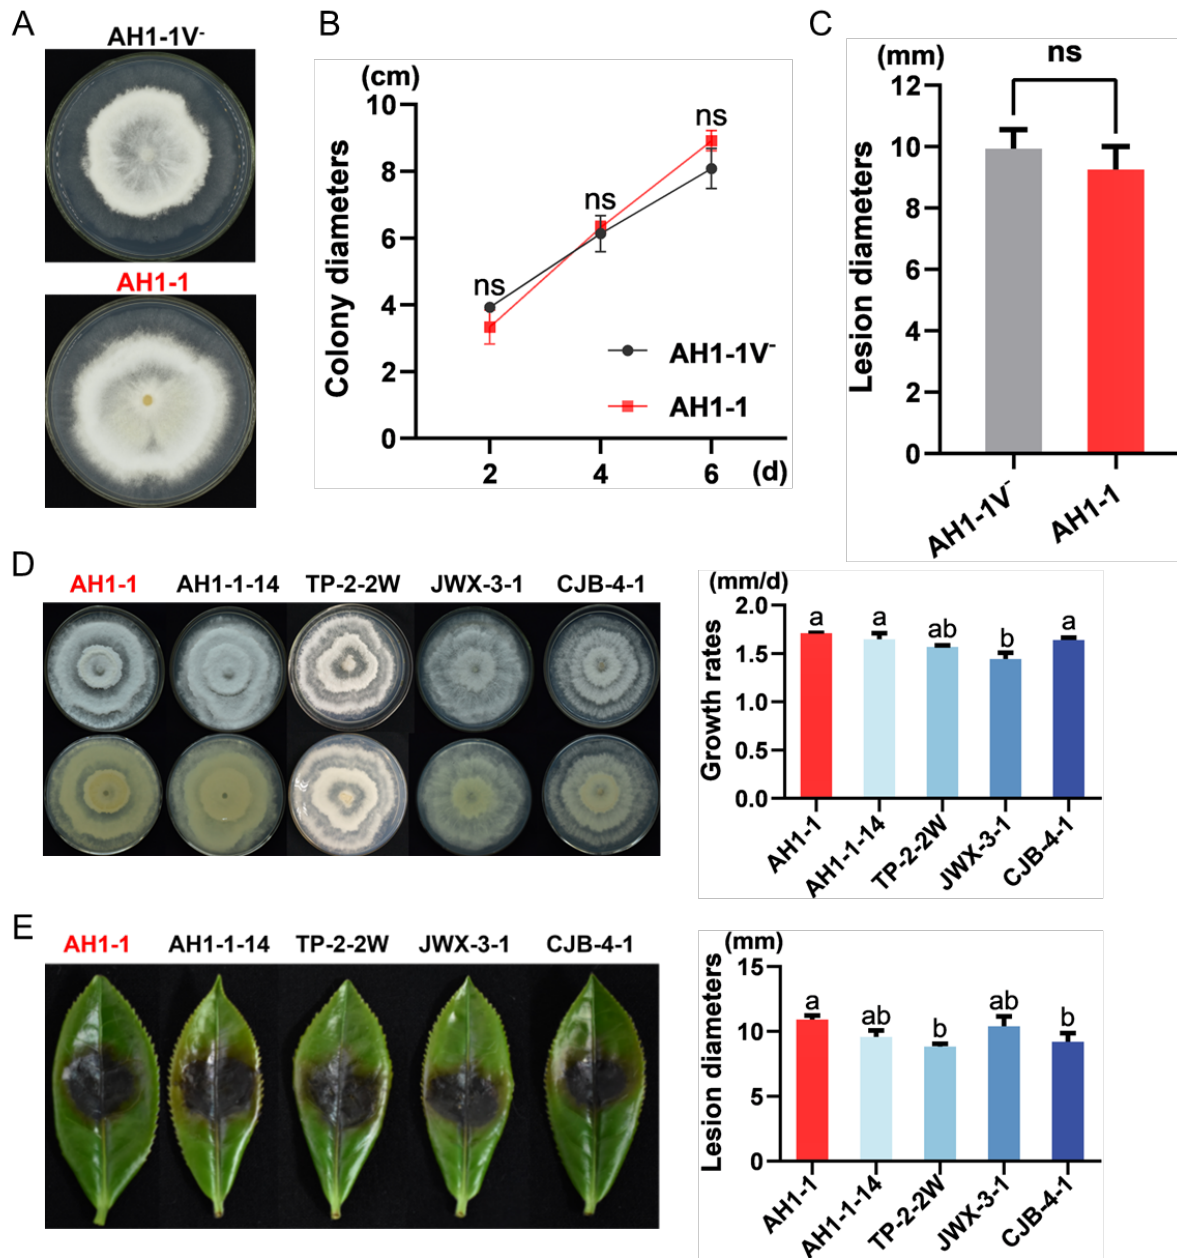 A
AH1-1V⁻
AH1-1
B
(cm)
Colony diameters
10
8
6
4
2
0
ns
ns
ns
AH1-1V⁻
AH1-1
2 4 6 (d)
C
(mm)
Lesion diameters
12
10
8
6
4
2
0
ns
AH1-1V⁻
AH1-1
D
AH1-1 AH1-1-14 TP-2-2W JWX-3-1 CJB-4-1
(mm/d)
Growth rates
2.0
1.5
1.0
0.5
0.0
a a ab b a
AH1-1 AH1-1-14 TP-2-2W JWX-3-1 CJB-4-1
E
AH1-1 AH1-1-14 TP-2-2W JWX-3-1 CJB-4-1
(mm)
Lesion diameters
15
10
5
0
a ab b ab b
AH1-1 AH1-1-14 TP-2-2W JWX-3-1 CJB-4-1